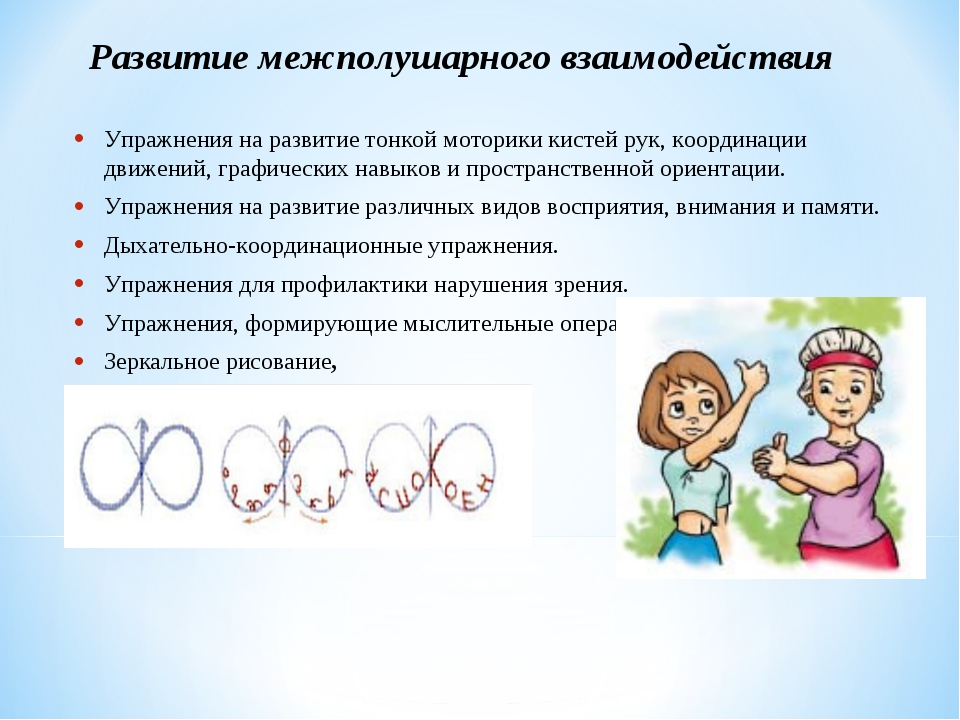 Развитие межполушарного взаимодействия
• Упражнения на развитие тонкой моторики кистей рук, координации
движений, графических навыков и пространственной ориентации.
• Упражнения на развитие различных видов восприятия, внимания и памяти.
• Дыхательно-координационные упражнения.
• Упражнения для профилактики нарушения зрения.
• Упражнения, формирующие мыслительные опера
• Зеркальное рисование,
Я СПОКОЕН